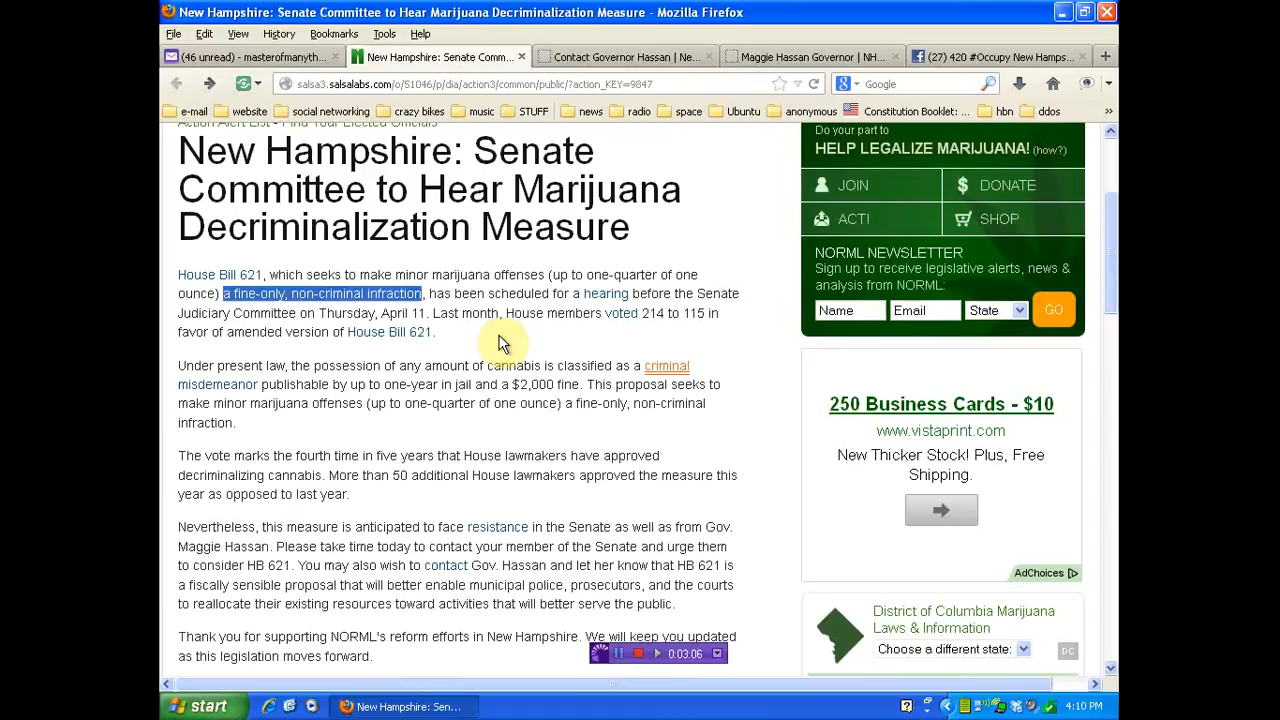 New Hampshire: Senate Committee to Hear Marijuana Decriminalization Measure - Mozilla Firefox
File Edit View Bookmarks Tools Help
(46 unread) - masterofmanyth... New Hampshire: Senate Comm... Contact Governor Hassan | Ne... Maggie Hassan Governor | NH... (27) 420 #Occupy New Hamps...
salsa3.salsalabs.com/o/51046/p/dia/action3/common/public/?action_KEY=9847 Google
e-mail website social networking crazy bikes music STUFF news radio space Ubuntu anonymous Constitution Booklet: ... hbn ddos
Action Alert List - Find Your Elected Officials
New Hampshire: Senate
Committee to Hear Marijuana
Decriminalization Measure
House Bill 621, which seeks to make minor marijuana offenses (up to one-quarter of one
ounce) a fine-only, non-criminal infraction, has been scheduled for a hearing before the Senate
Judiciary Committee on Thursday, April 11. Last month, House members voted 214 to 115 in
favor of amended version of House Bill 621.
Under present law, the possession of any amount of cannabis is classified as a criminal
misdemeanor publishable by up to one-year in jail and a $2,000 fine. This proposal seeks to
make minor marijuana offenses (up to one-quarter of one ounce) a fine-only, non-criminal
infraction.
The vote marks the fourth time in five years that House lawmakers have approved
decriminalizing cannabis. More than 50 additional House lawmakers approved the measure this
year as opposed to last year.
Nevertheless, this measure is anticipated to face resistance in the Senate as well as from Gov.
Maggie Hassan. Please take time today to contact your member of the Senate and urge them
to consider HB 621. You may also wish to contact Gov. Hassan and let her know that HB 621 is
a fiscally sensible proposal that will better enable municipal police, prosecutors, and the courts
to reallocate their existing resources toward activities that will better serve the public.
Thank you for supporting NORML's reform efforts in New Hampshire. We will keep you updated
as this legislation moves forward.
Do your part to
HELP LEGALIZE MARIJUANA! (how?)
JOIN $ DONATE
ACT! SHOP
NORML NEWSLETTER
Sign up to receive legislative alerts, news &
analysis from NORML:
Name Email State GO
250 Business Cards - $10
www.vistaprint.com
New Thicker Stock! Plus, Free
Shipping.
AdChoices
District of Columbia Marijuana
Laws & Information
Choose a different state: DC
0:03:06
start New Hampshire: Sen... 4:10 PM